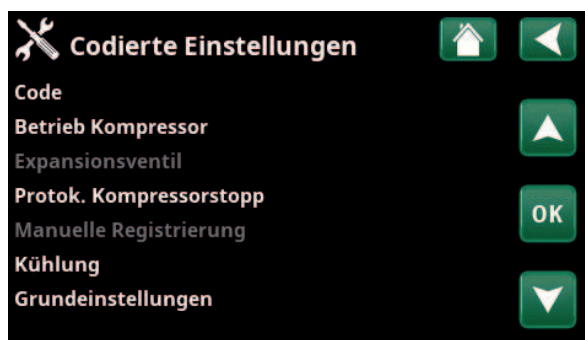 Codierte Einstellungen
Code
Betrieb Kompressor
Expansionsventil
Protok. Kompressorstopp
Manuelle Registrierung
Kühlung
Grundeinstellungen
OK